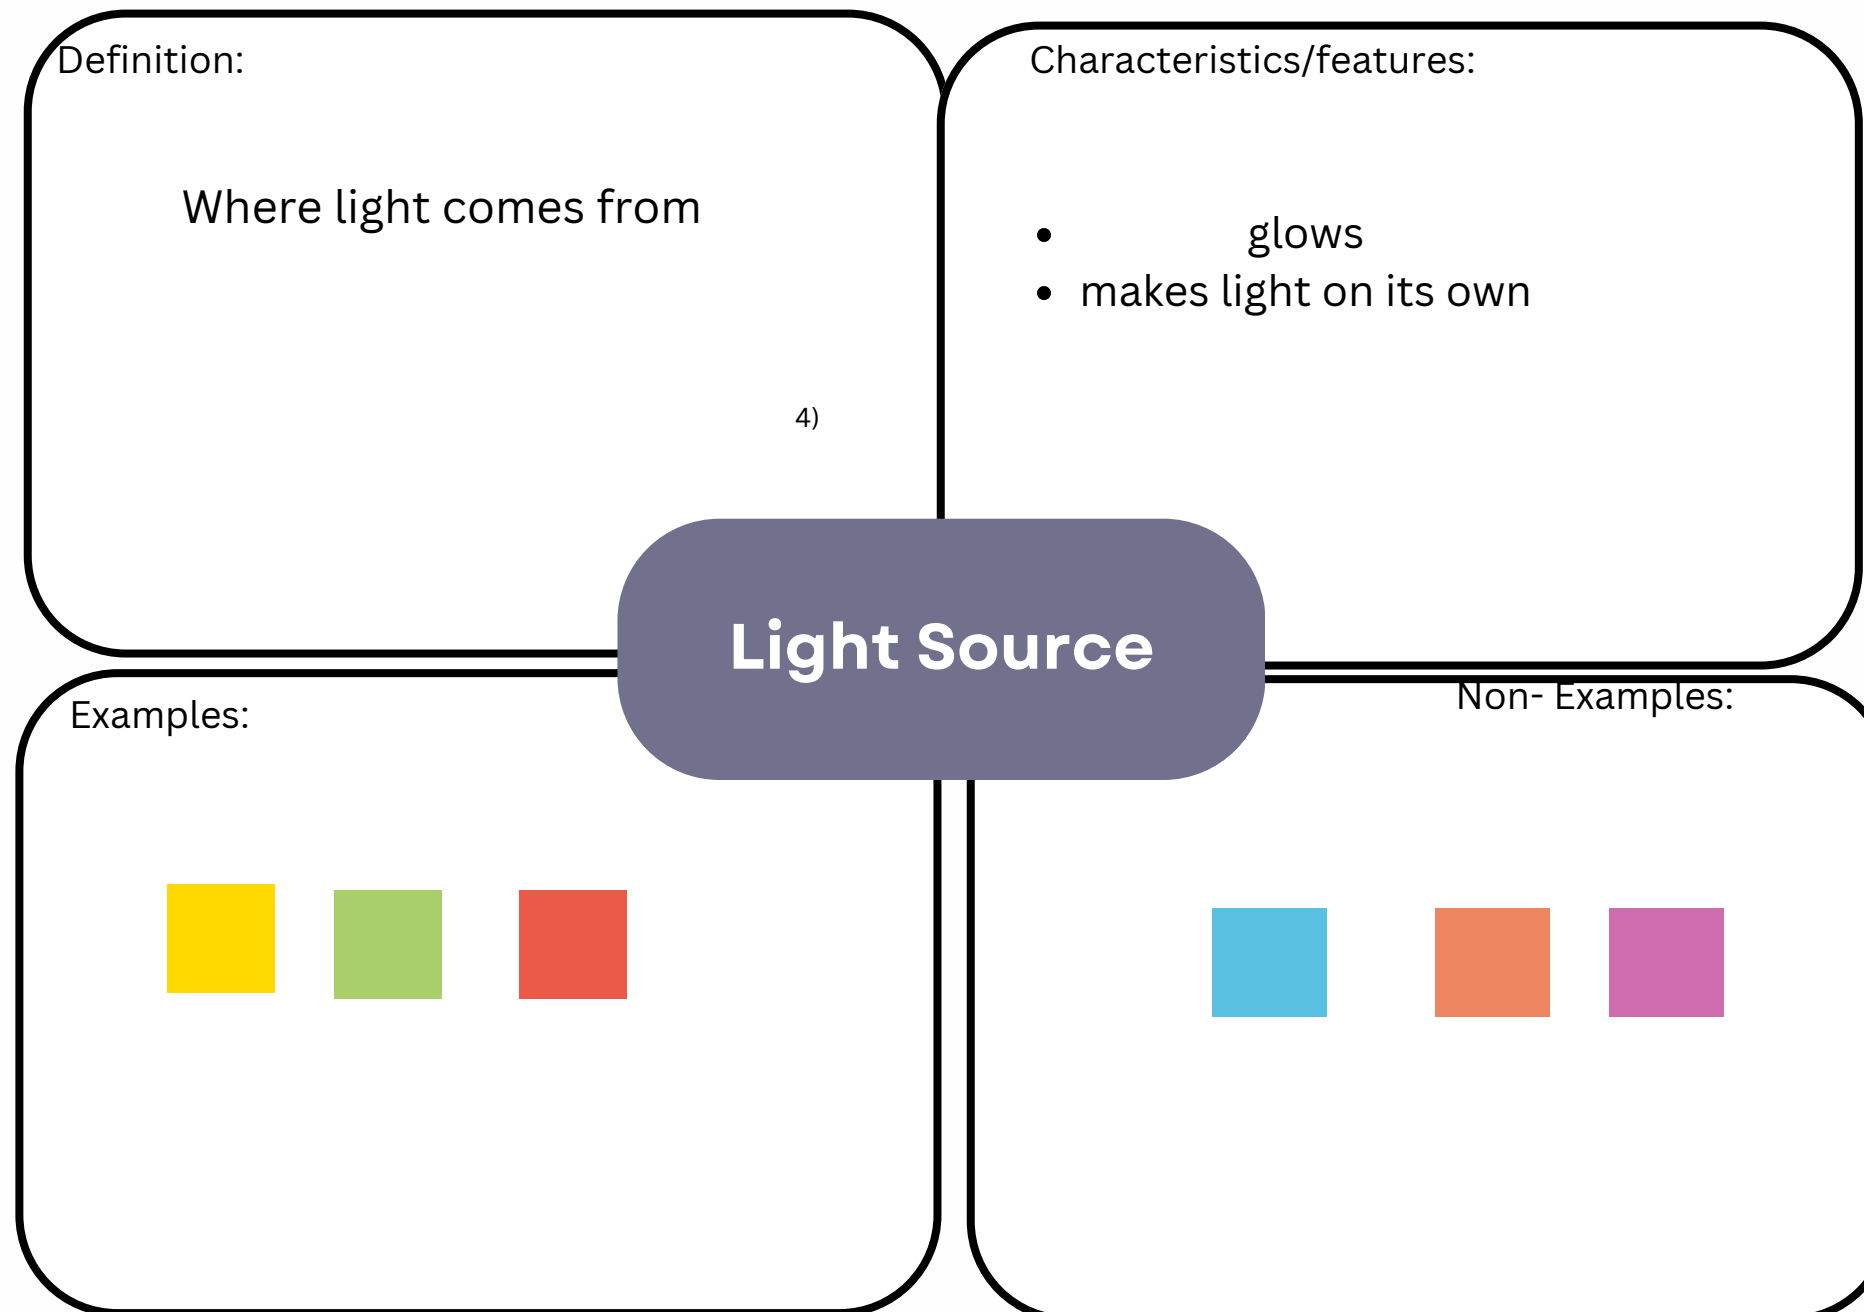 Definition:
Where light comes from
4)
Characteristics/features:
• glows
• makes light on its own
Light Source
Examples:
Non- Examples: